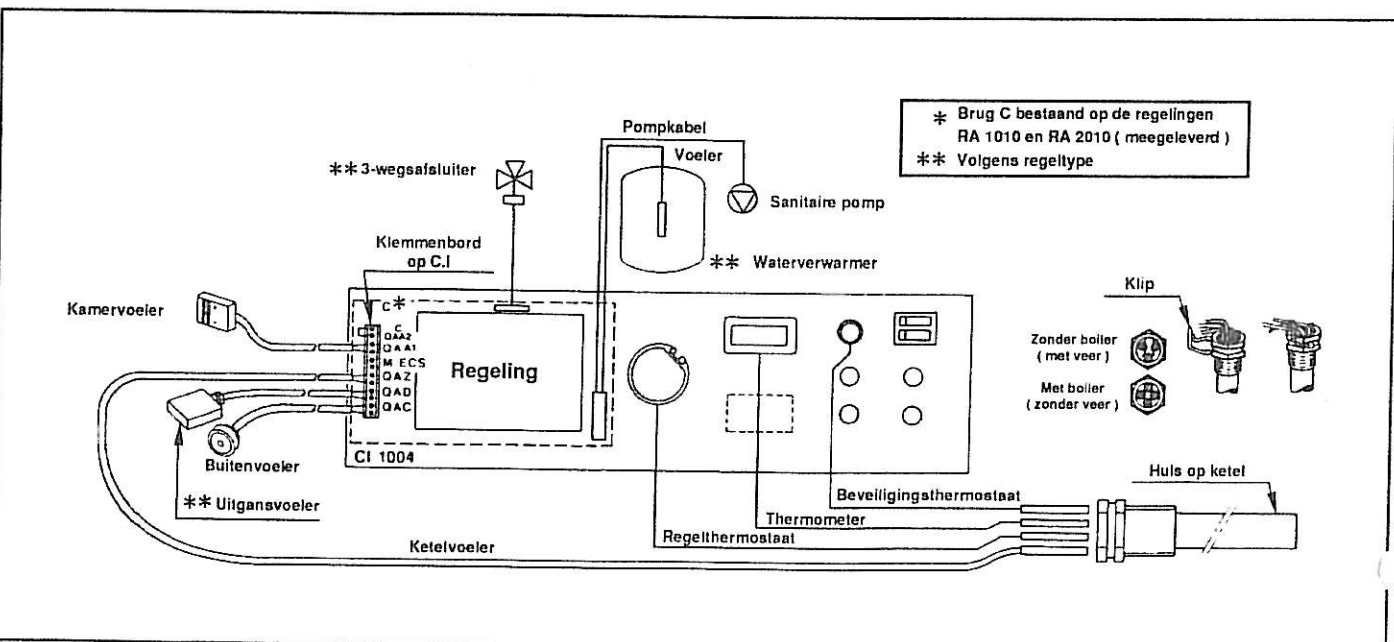 * Brug C bestaand op de regelingen
RA 1010 en RA 2010 ( meegeleverd )
** Volgens regeltype
Pompkabel
Voeler
** 3-wegsafsluiter
Sanitaire pomp
Klemmenbord
op C.I
** Waterverwarmer
Klip
Kamervoeler
C *
C
QAA2
QAA1
M ECS
QAZ
QAD
QAC
Regeling
Zonder boiler
( met veer )
Met boiler
( zonder veer )
CI 1004
Buitenvoeler
** Uitgansvoeler
Huls op ketel
Beveiligingsthermostaat
Thermometer
Regelthermostaat
Ketelvoeler